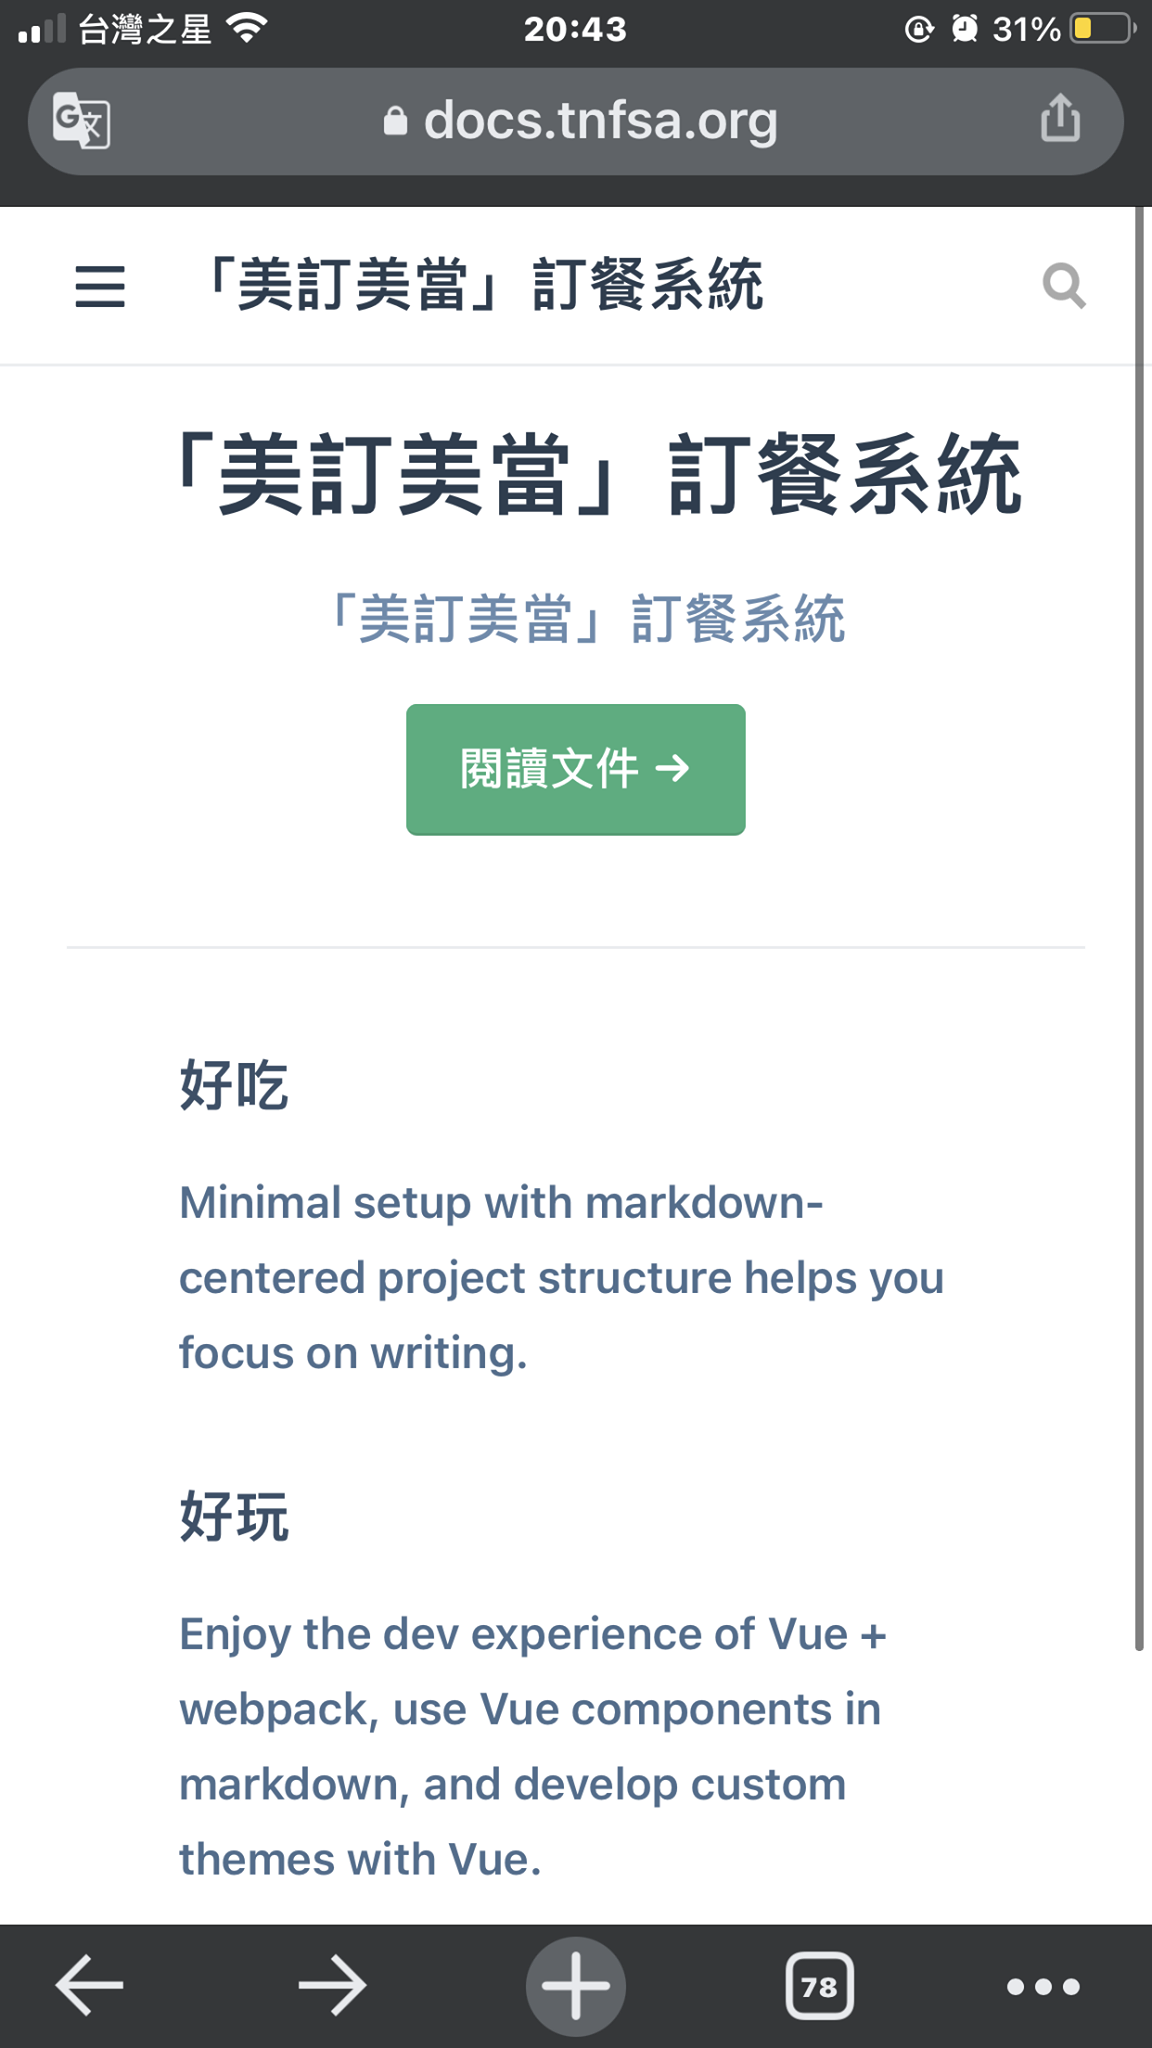 台灣之星 20:43 31%
docs.tnfsa.org
「美訂美當」訂餐系統
「美訂美當」訂餐系統
「美訂美當」訂餐系統
閱讀文件 →
好吃
Minimal setup with markdown-
centered project structure helps you
focus on writing.
好玩
Enjoy the dev experience of Vue +
webpack, use Vue components in
markdown, and develop custom
themes with Vue.
78